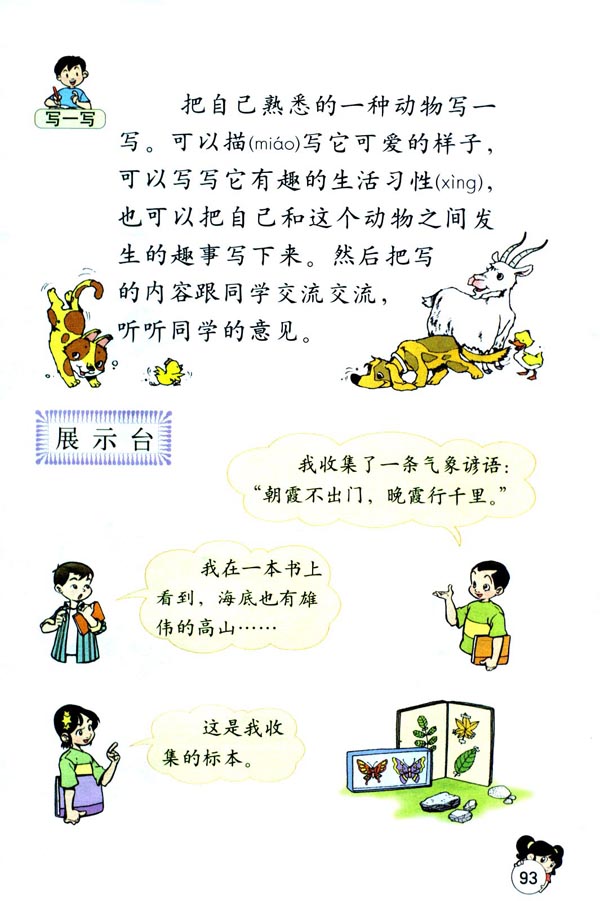 写一写
把自己熟悉的一种动物写一
写。可以描(miáo)写它可爱的样子，
可以写写它有趣的生活习性(xìng)，
也可以把自己和这个动物之间发
生的趣事写下来。然后把写
的内容跟同学交流交流，
听听同学的意见。
展示台
我收集了一条气象谚语：
“朝霞不出门，晚霞行千里。”
我在一本书上
看到，海底也有雄
伟的高山……
这是我收
集的标本。
93